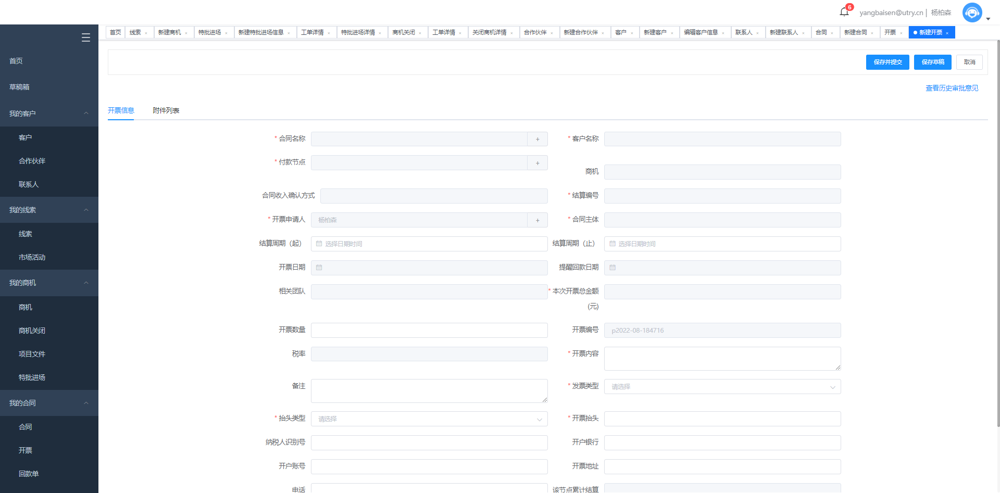 6
yangbaisen@utry.cn | 杨柏森
首页 线索 × 新建商机 × 特批进场 × 新建特批进场信息 × 工单详情 × 特批进场详情 × 商机关闭 × 工单详情 × 关闭商机详情 × 合作伙伴 × 新建合作伙伴 × 客户 × 新建客户 × 编辑客户信息 × 联系人 × 新建联系人 × 合同 × 新建合同 × 开票 × 新建开票 ×
首页
草稿箱
我的客户
客户
合作伙伴
联系人
我的线索
线索
市场活动
我的商机
商机
商机关闭
项目文件
特批进场
我的合同
合同
开票
回款单
保存并提交 保存草稿 取消
查看历史审批意见
开票信息 附件列表
* 合同名称 + * 客户名称
* 付款节点 +
商机
合同收入确认方式 * 结算编号
* 开票申请人 杨柏森 + * 合同主体
结算周期（起） 选择日期时间 结算周期（止） 选择日期时间
开票日期 提醒回款日期
相关团队 * 本次开票总金额
(元)
开票数量 开票编号 p2022-08-184716
税率 * 开票内容
备注 * 发票类型 请选择
* 抬头类型 请选择 * 开票抬头
纳税人识别号 开户银行
开户账号 开票地址
电话 该节点累计结算